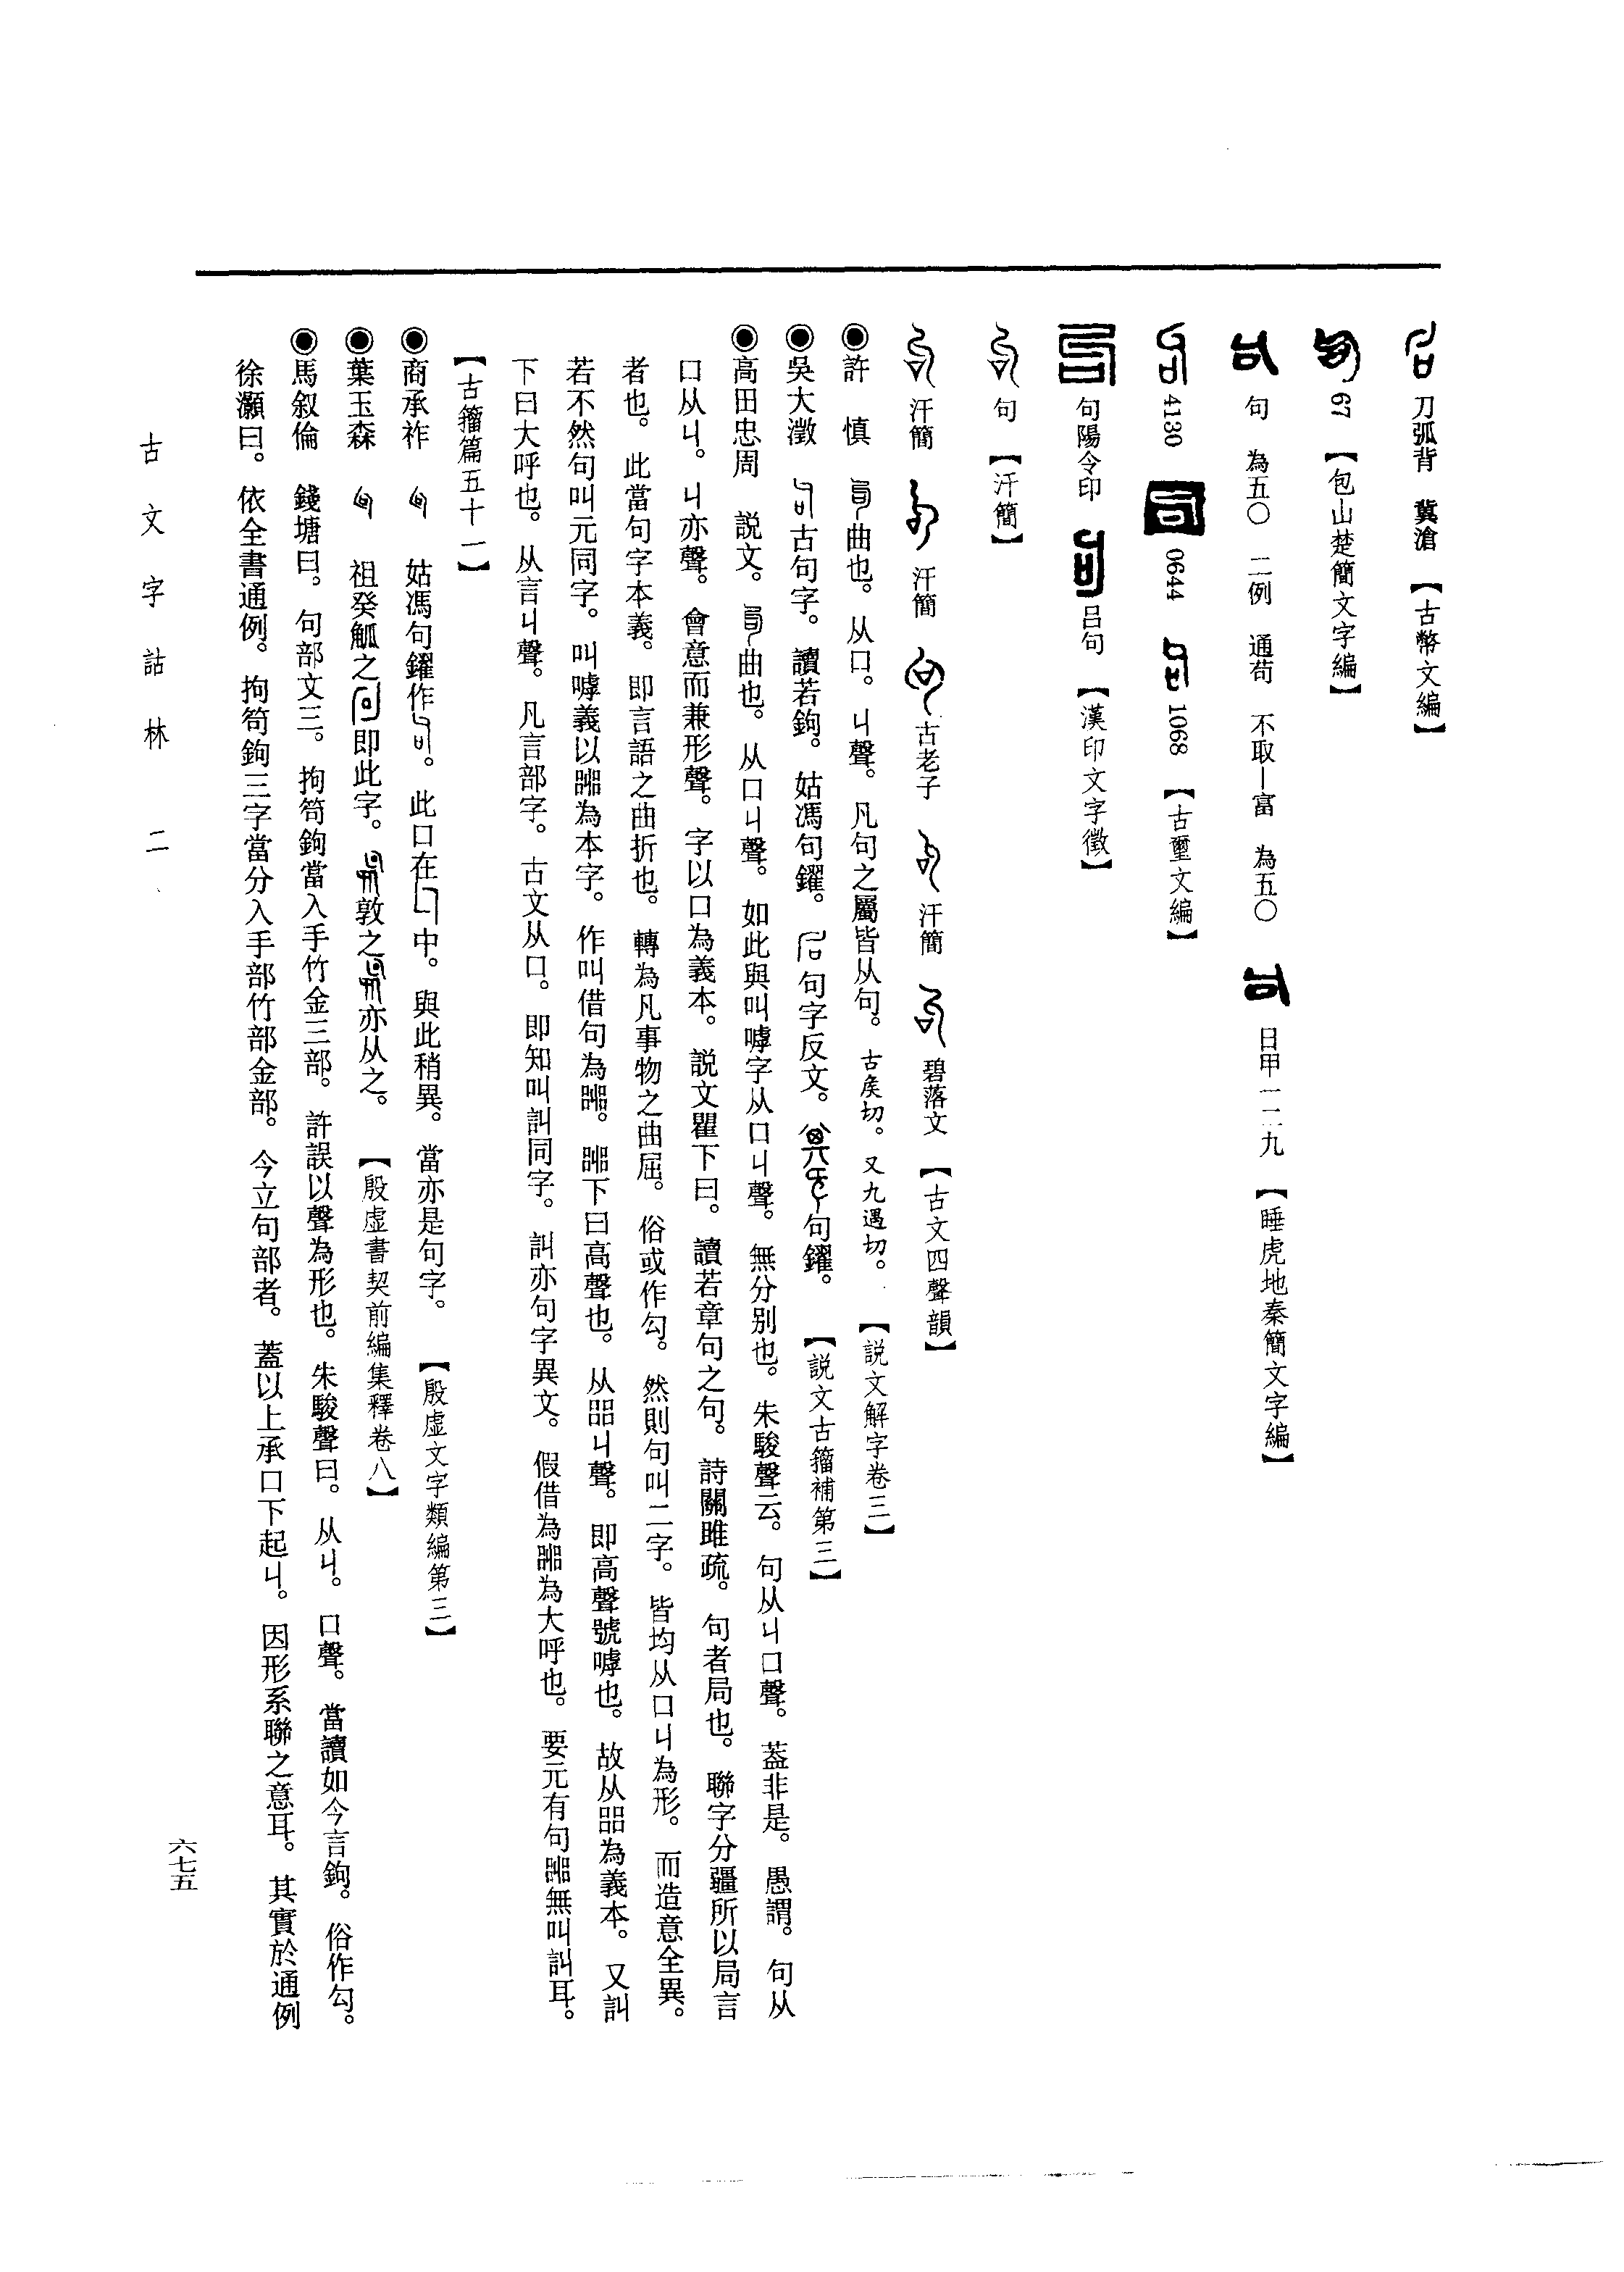 刀弧背　冀滄　【古幣文編】
67　【包山楚簡文字編】
句　為五〇　二例　通苟　不取—富　為五〇　日甲一二九　【睡虎地秦簡文字編】
4130　0644　1068　【古璽文編】
句陽令印　吕句　【漢印文字徵】
句　【汗簡】
汗簡　汗簡　古老子　汗簡　碧落文　【古文四聲韻】
◉許　慎　曲也。从口。丩聲。凡句之屬皆从句。古矦切。又九遇切。　【説文解字卷三】
◉吳大澂　古句字。讀若鉤。姑馮句鑃。句字反文。句鑃。　【説文古籀補第三】
◉高田忠周　説文。曲也。从口丩聲。如此與叫嘑字从口丩聲。無分别也。朱駿聲云。句从丩口聲。葢非是。愚謂。句从
口从丩。丩亦聲。會意而兼形聲。字以口為義本。説文瞿下曰。讀若章句之句。詩關雎疏。句者局也。聯字分疆所以局言
者也。此當句字本義。即言語之曲折也。轉為凡事物之曲屈。俗或作勾。然則句叫二字。皆均从口丩為形。而造意全異。
若不然句叫元同字。叫嘑義以㗊為本字。作叫借句為㗊。㗊下曰高聲也。从㗊丩聲。即高聲號嘑也。故从㗊為義本。又訆
下曰大呼也。从言丩聲。凡言部字。古文从口。即知叫訆同字。訆亦句字異文。假借為㗊為大呼也。要元有句㗊無叫訆耳。
【古籀篇五十一】
◉商承祚　姑馮句鑃作。此口在中。與此稍異。當亦是句字。　【殷虚文字類編第三】
◉葉玉森　祖癸觚之即此字。敦之亦从之。　【殷虚書契前編集釋卷八】
◉馬叙倫　錢塘曰。句部文三。拘笱鉤當入手竹金三部。許誤以聲為形也。朱駿聲曰。从丩。口聲。當讀如今言鉤。俗作勾。
徐灝曰。依全書通例。拘笱鉤三字當分入手部竹部金部。今立句部者。蓋以上承口下起丩。因形系聯之意耳。其實於通例
古文字詁林　二
六七五